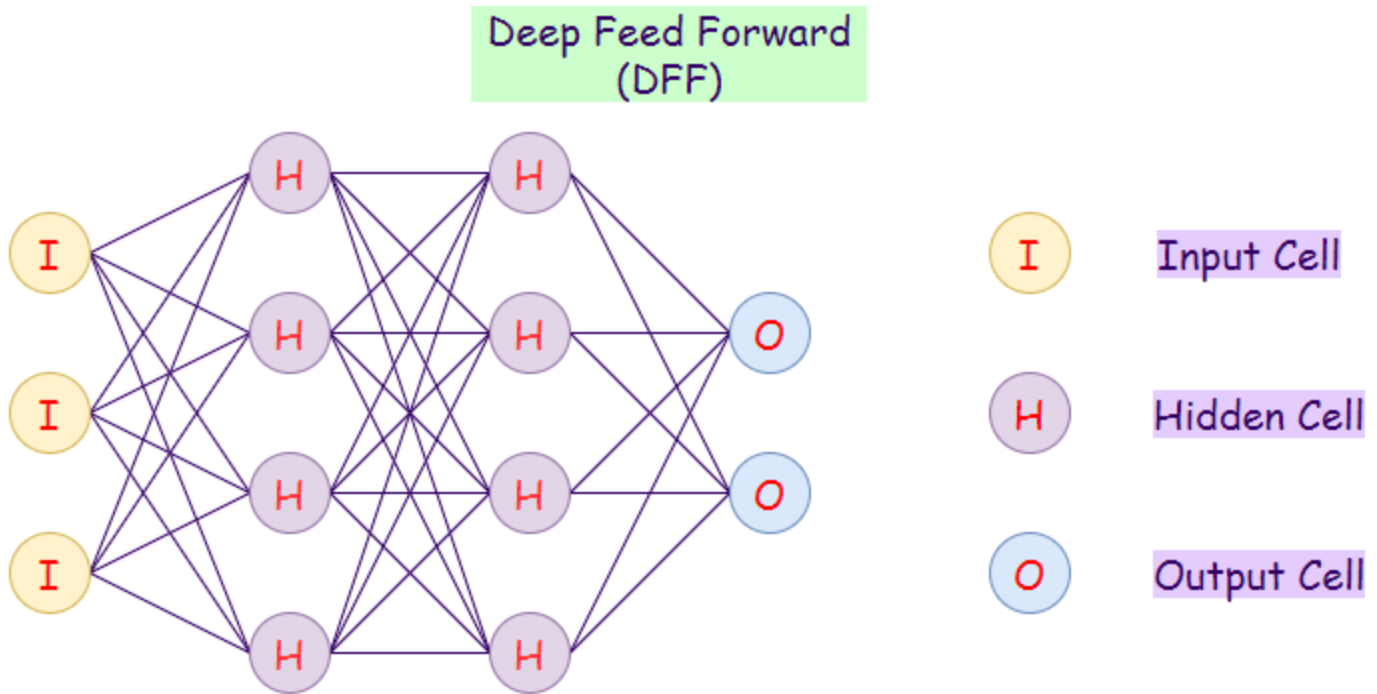 Deep Feed Forward
(DFF)
H H
I I Input Cell
H H O
I H Hidden Cell
H H O
I O Output Cell
H H